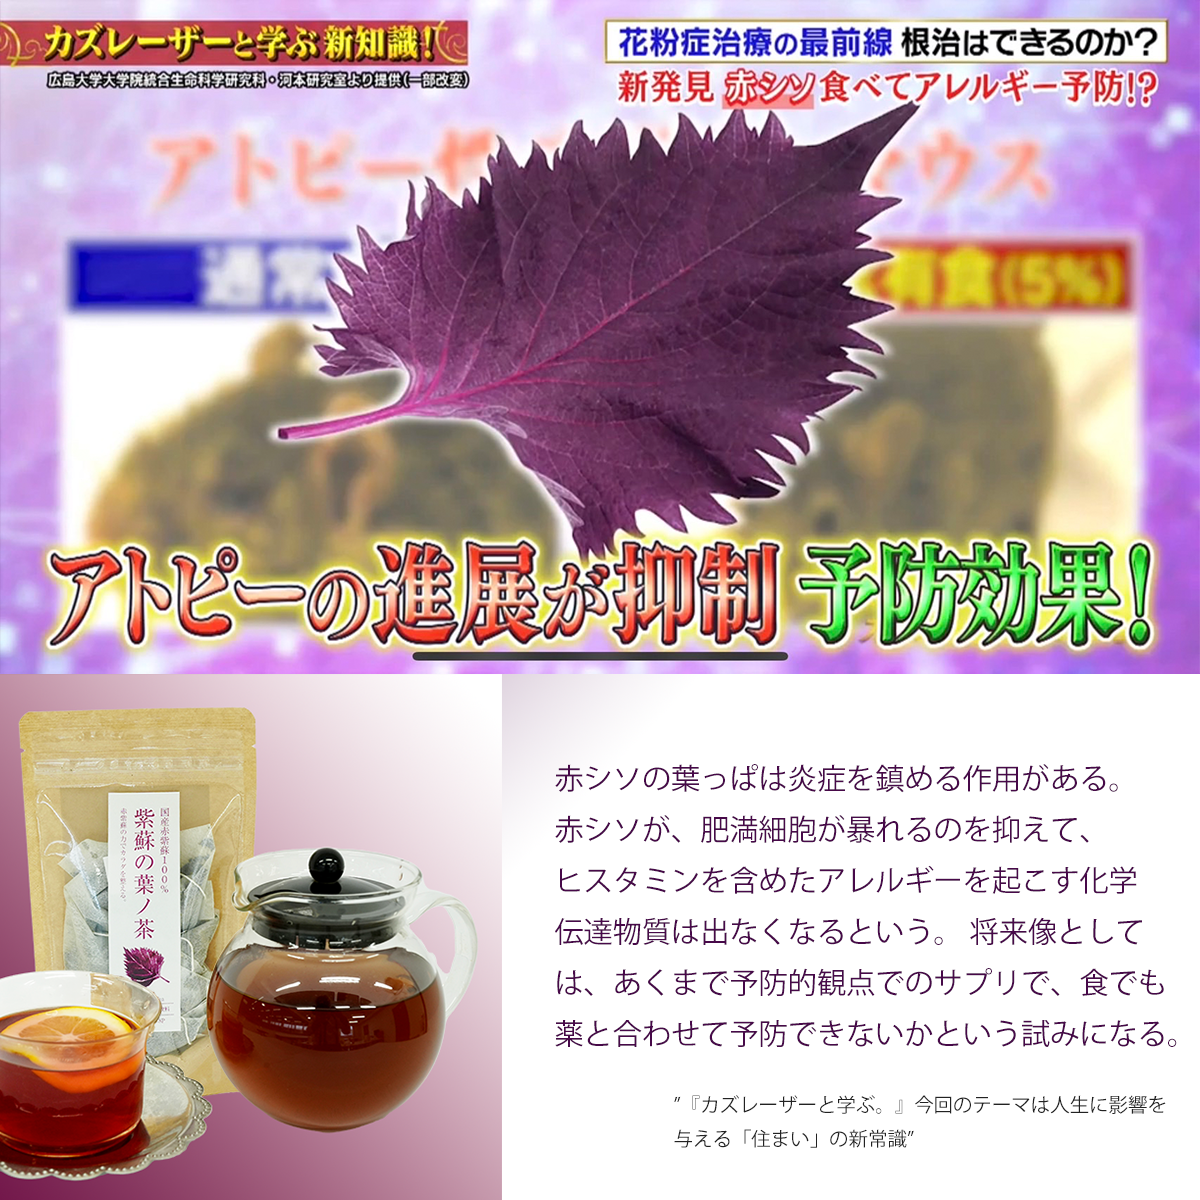 カズレーザーと学ぶ新知識!
広島大学大学院統合生命科学研究科・河本研究室より提供(一部改変)
花粉症治療の最前線 根治はできるのか?
新発見 赤シソ食べてアレルギー予防!?
アトピー マウス
通常 有食(5%)
アトピーの進展が抑制 予防効果!
国産赤紫蘇100%
紫蘇の葉ノ茶
赤シソの葉っぱは炎症を鎮める作用がある。
赤シソが、肥満細胞が暴れるのを抑えて、
ヒスタミンを含めたアレルギーを起こす化学
伝達物質は出なくなるという。 将来像として
は、あくまで予防的観点でのサプリで、食でも
薬と合わせて予防できないかという試みになる。
”『カズレーザーと学ぶ。』今回のテーマは人生に影響を
与える「住まい」の新常識”